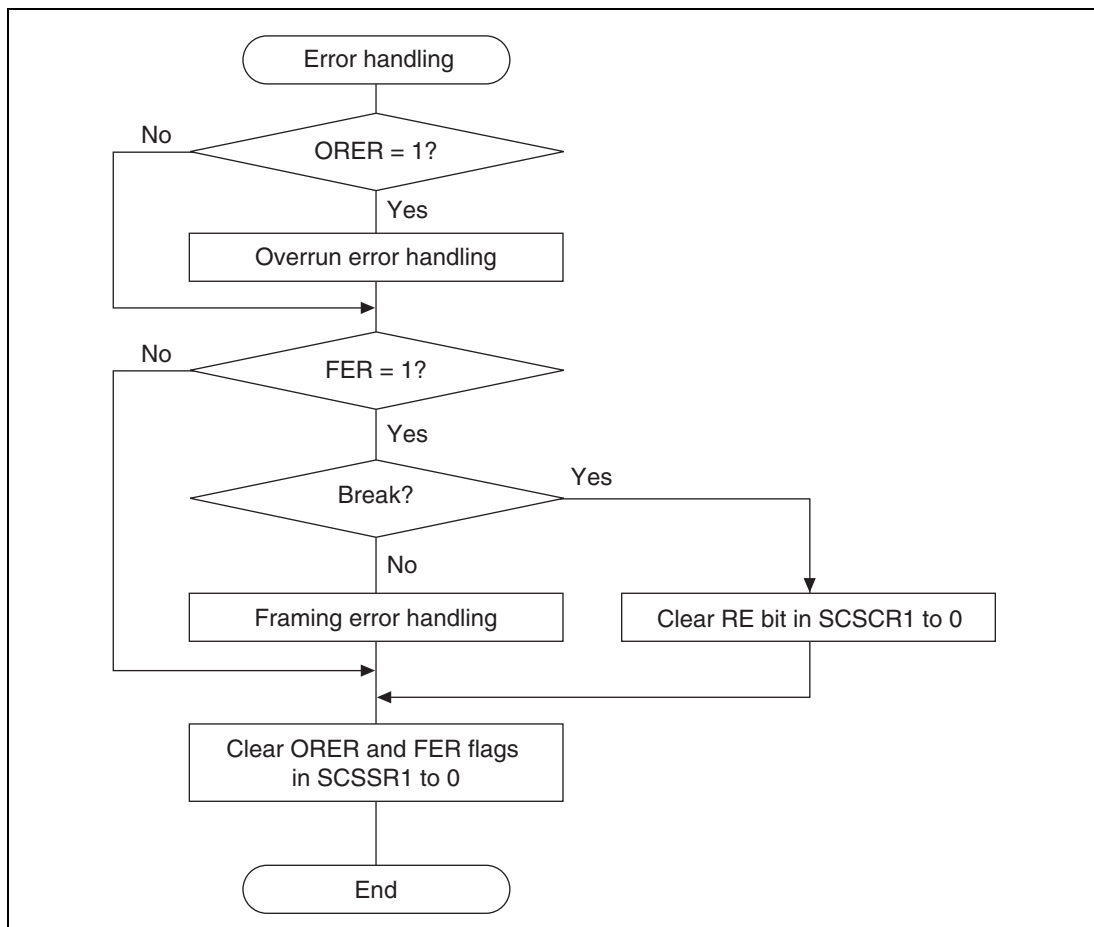 Error handling
No
ORER = 1?
Yes
Overrun error handling
No
FER = 1?
Yes
Break?
Yes
No
Framing error handling
Clear RE bit in SCSCR1 to 0
Clear ORER and FER flags
in SCSSR1 to 0
End